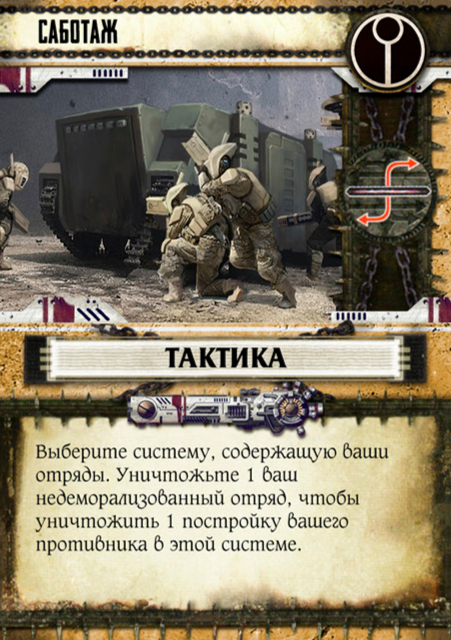 САБОТАЖ
ТАКТИКА
Выберите систему, содержащую ваши
отряды. Уничтожьте 1 ваш
недеморализованный отряд, чтобы
уничтожить 1 постройку вашего
противника в этой системе.